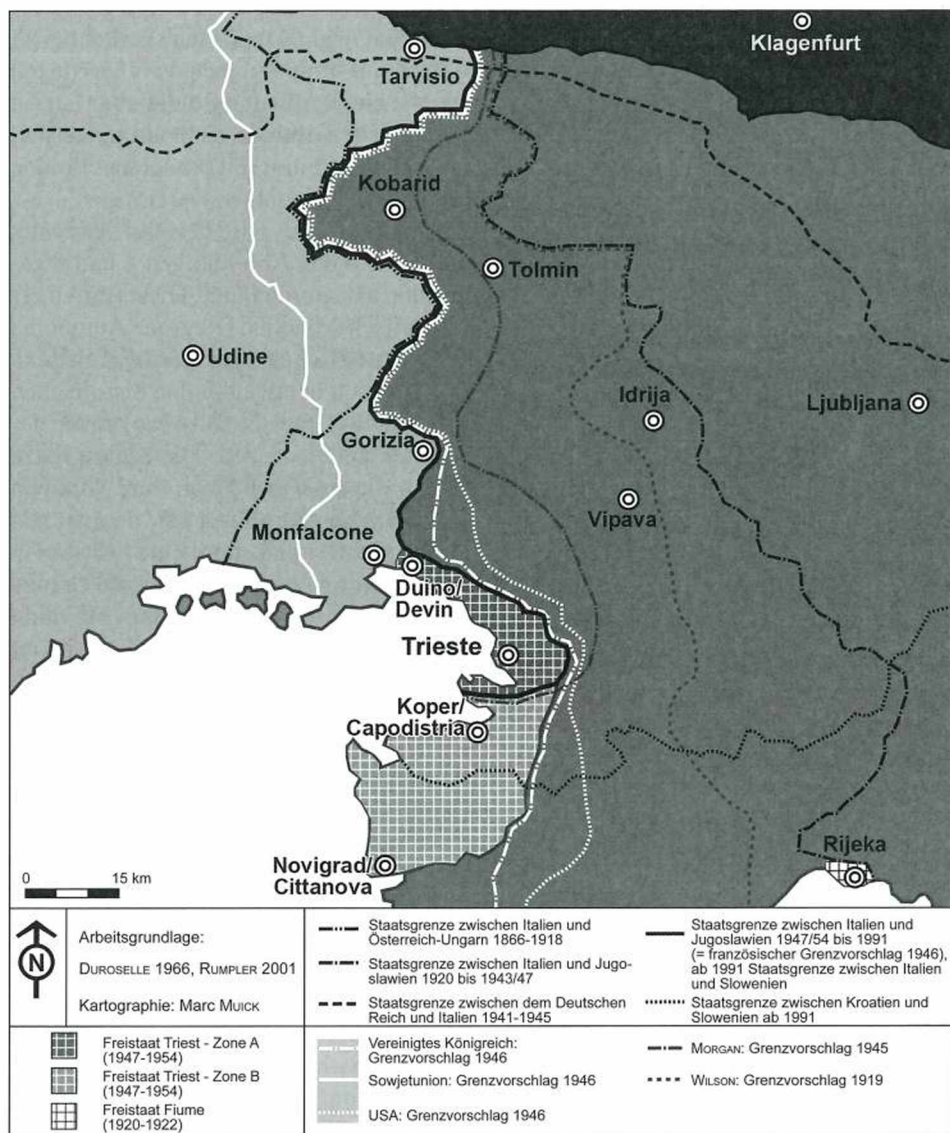 Klagenfurt
Tarvisio
Kobarid
Tolmin
Udine
Idrija
Ljubljana
Gorizia
Vipava
Monfalcone
Duino/
Devin
Trieste
Koper/
Capodistria
Rijeka
Novigrad/
Cittanova
0 15 km
N
Arbeitsgrundlage:
DUROSELLE 1966, RUMPLER 2001
Kartographie: Marc MUICK
Staatsgrenze zwischen Italien und
Österreich-Ungarn 1866-1918
Staatsgrenze zwischen Italien und Jugo-
slawien 1920 bis 1943/47
Staatsgrenze zwischen dem Deutschen
Reich und Italien 1941-1945
Staatsgrenze zwischen Italien und
Jugoslawien 1947/54 bis 1991
(= französischer Grenzvorschlag 1946),
ab 1991 Staatsgrenze zwischen Italien
und Slowenien
Staatsgrenze zwischen Kroatien und
Slowenien ab 1991
Freistaat Triest - Zone A
(1947-1954)
Freistaat Triest - Zone B
(1947-1954)
Freistaat Fiume
(1920-1922)
Vereinigtes Königreich:
Grenzvorschlag 1946
Sowjetunion: Grenzvorschlag 1946
USA: Grenzvorschlag 1946
MORGAN: Grenzvorschlag 1945
WILSON: Grenzvorschlag 1919